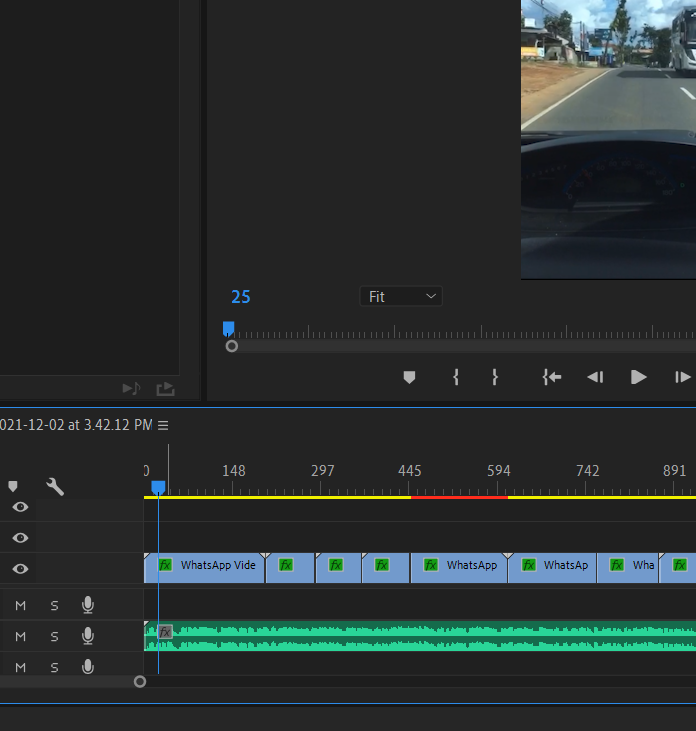 25
Fit
021-12-02 at 3.42.12 PM
0 148 297 445 594 742 891
fx WhatsApp Vide fx fx fx fx WhatsApp fx WhatsAp fx Wha fx
M S
M S fx
M S